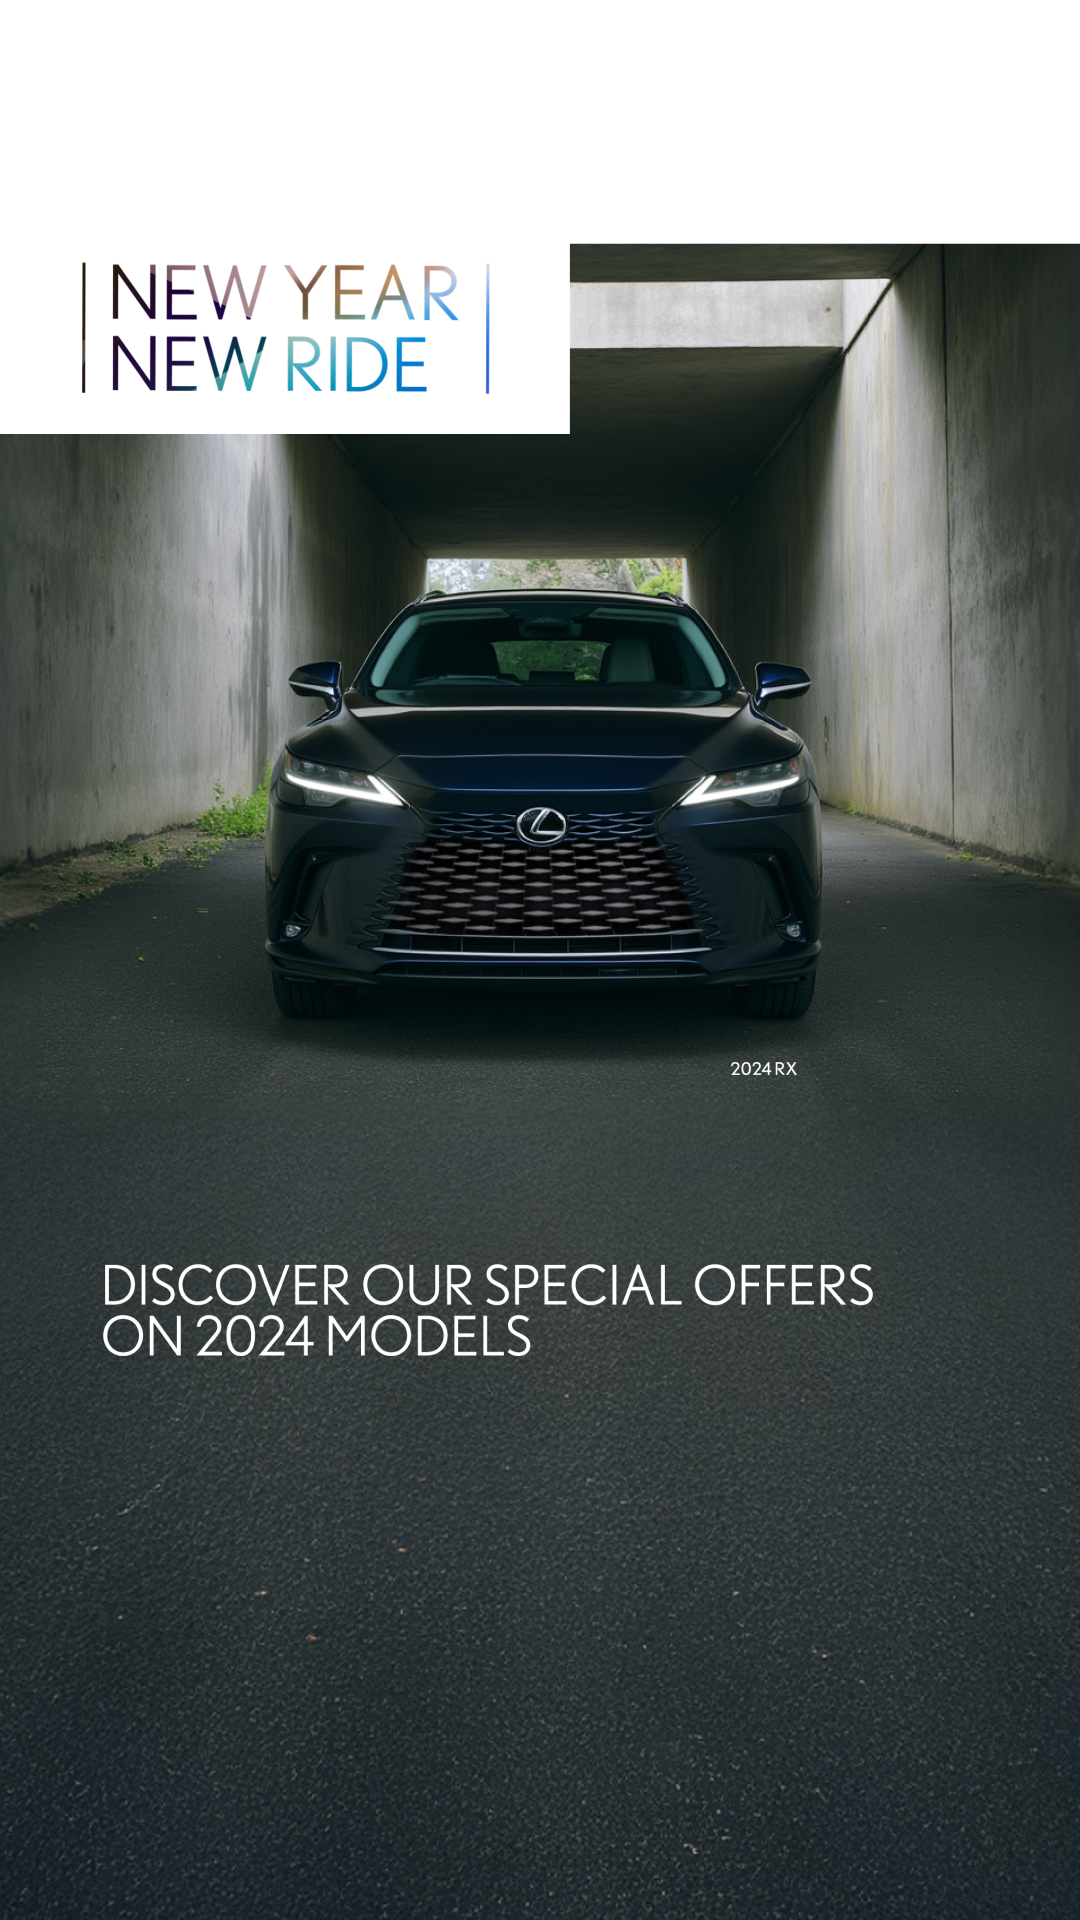 NEW YEAR
NEW RIDE
2024 RX
DISCOVER OUR SPECIAL OFFERS
ON 2024 MODELS